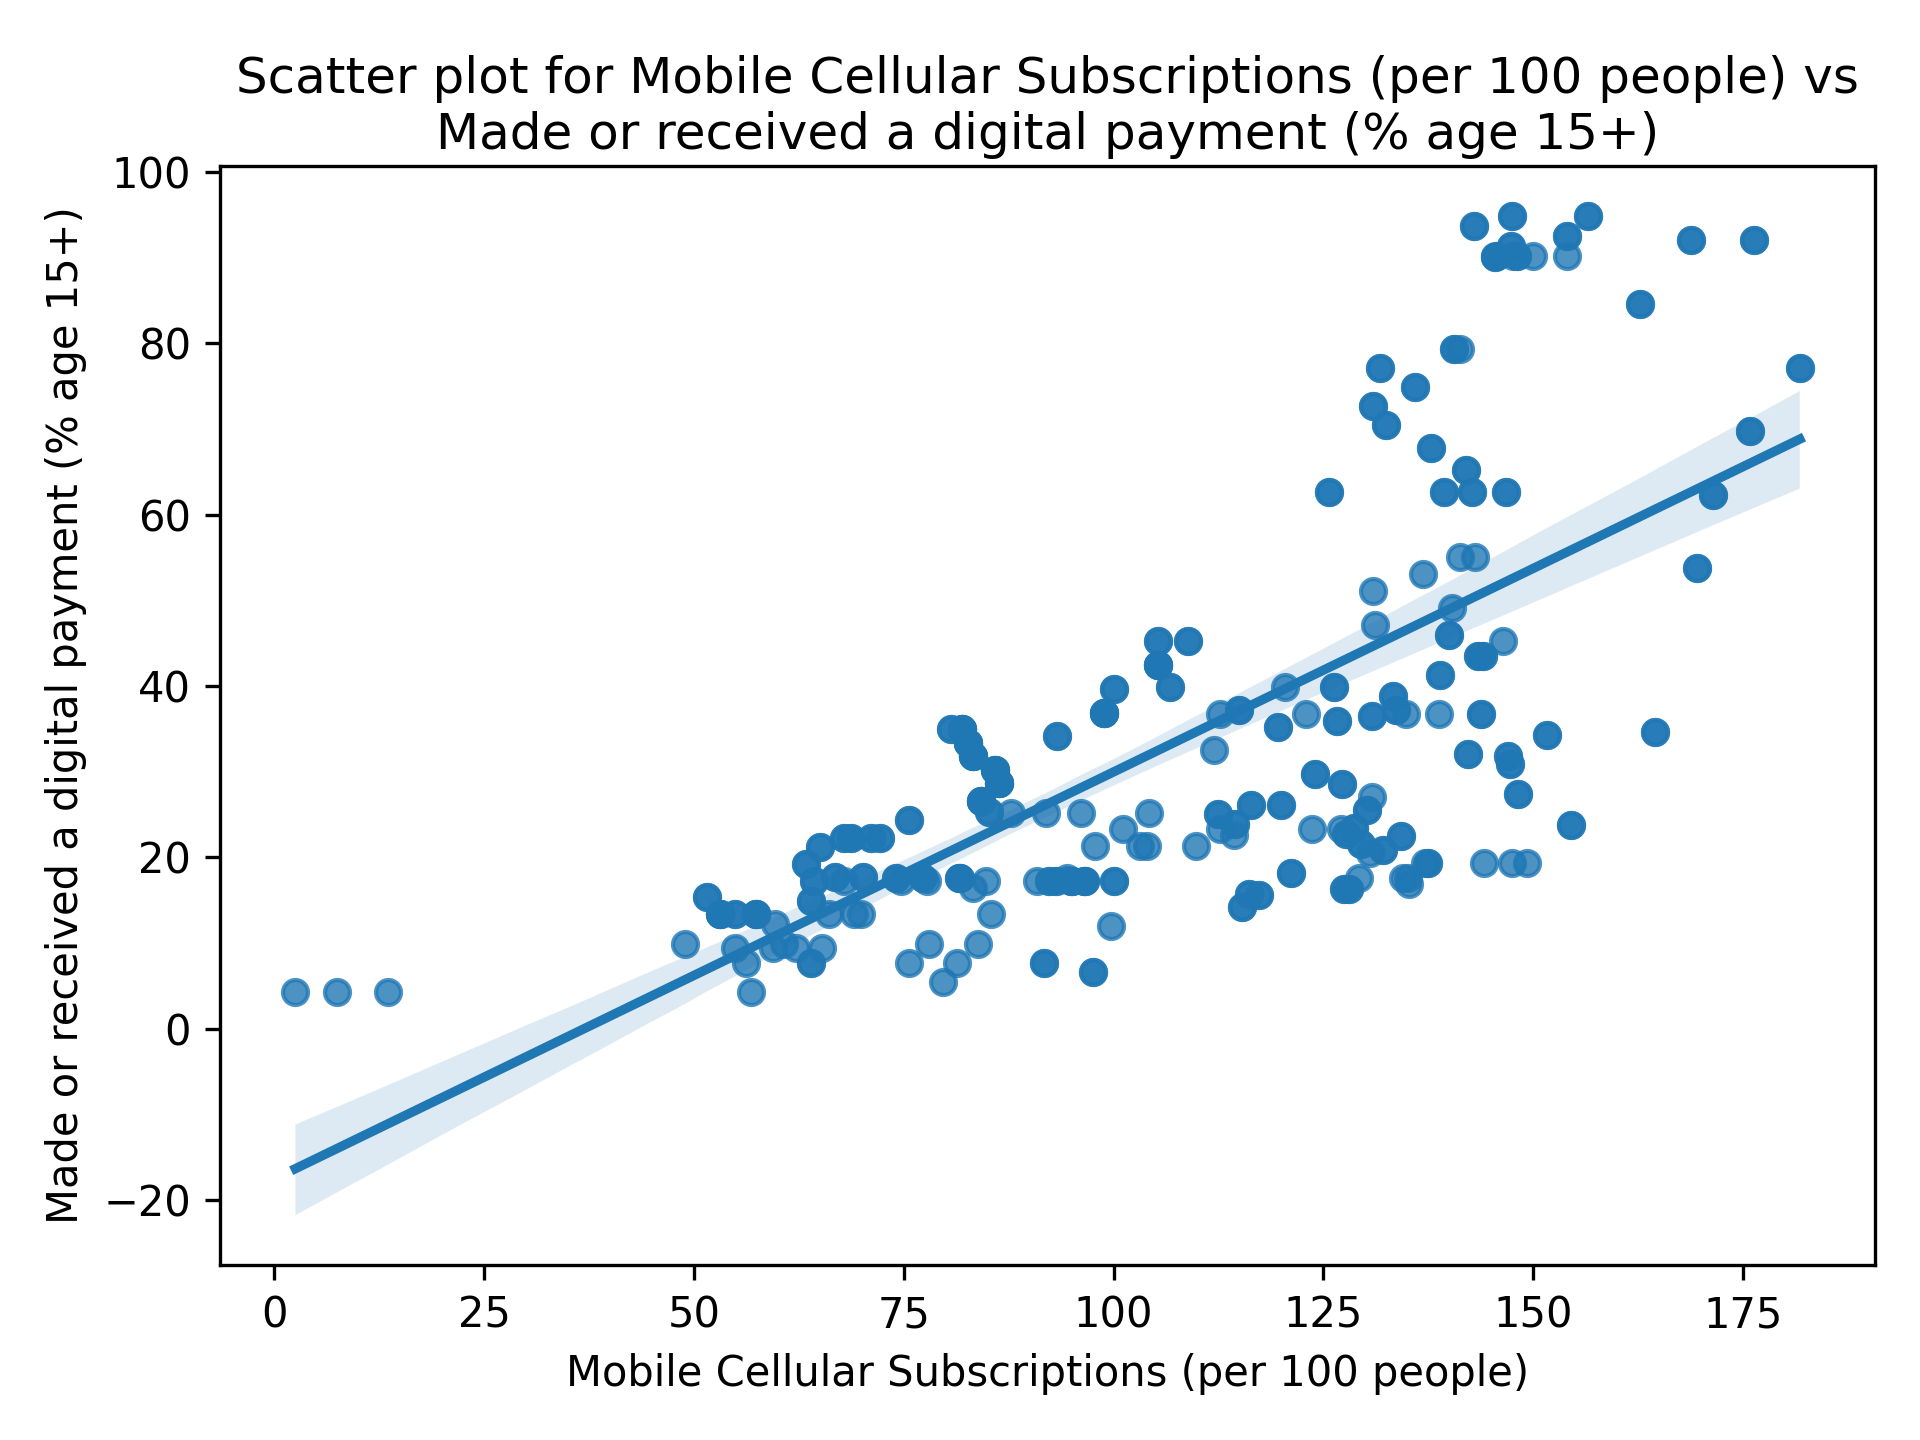 Scatter plot for Mobile Cellular Subscriptions (per 100 people) vs
Made or received a digital payment (% age 15+)
Made or received a digital payment (% age 15+)
100
80
60
40
20
0
−20
0 25 50 75 100 125 150 175
Mobile Cellular Subscriptions (per 100 people)